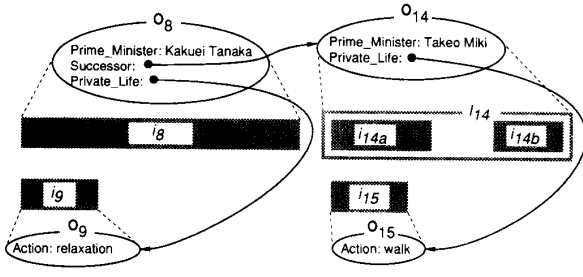 O8
O14
Prime_Minister: Kakuei Tanaka
Successor:
Private_Life:
Prime_Minister: Takeo Miki
Private_Life:
i14
i8
i14a
i14b
i9
i15
O9
O15
Action: relaxation
Action: walk